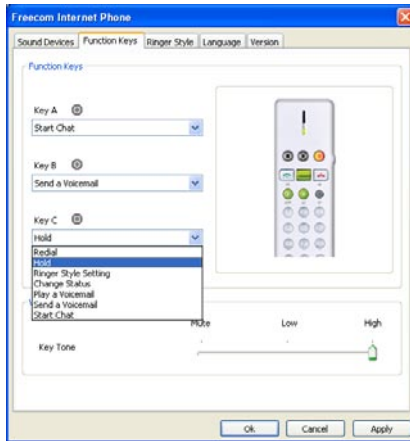 Freecom Internet Phone
Sound Devices Function Keys Ringer Style Language Version
Function Keys
Key A
Start Chat
Key B
Send a Voicemail
Key C
Hold
Redial
Hold
Ringer Style Setting
Change Status
Play a Voicemail
Send a Voicemail
Start Chat
Mute Low High
Key Tone
Ok Cancel Apply